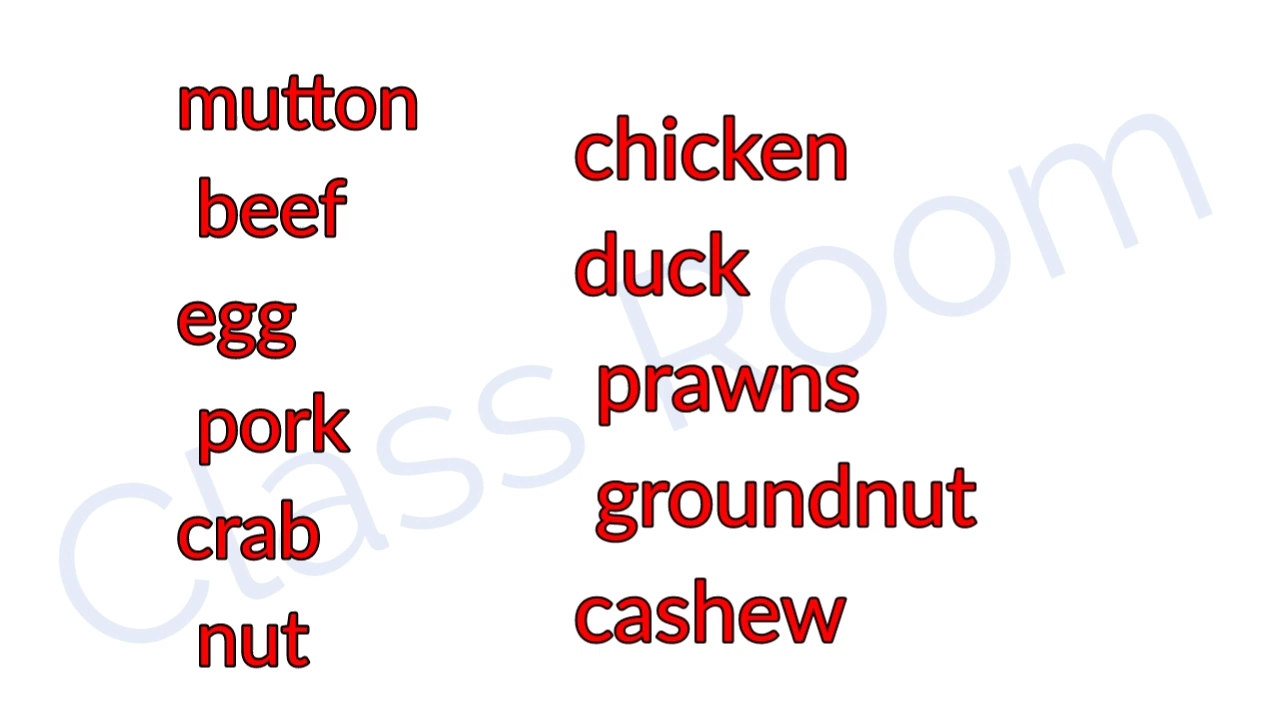 mutton
beef
egg
pork
crab
nut
chicken
duck
prawns
groundnut
cashew
Class Room